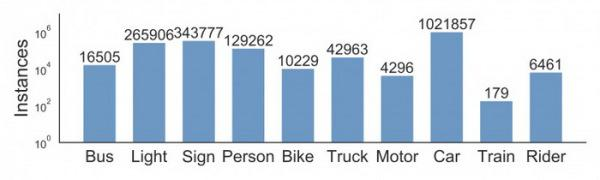 Instances
10^6
10^4
10^2
10^0
16505 265906 343777 129262 10229 42963 4296 1021857 179 6461
Bus Light Sign Person Bike Truck Motor Car Train Rider